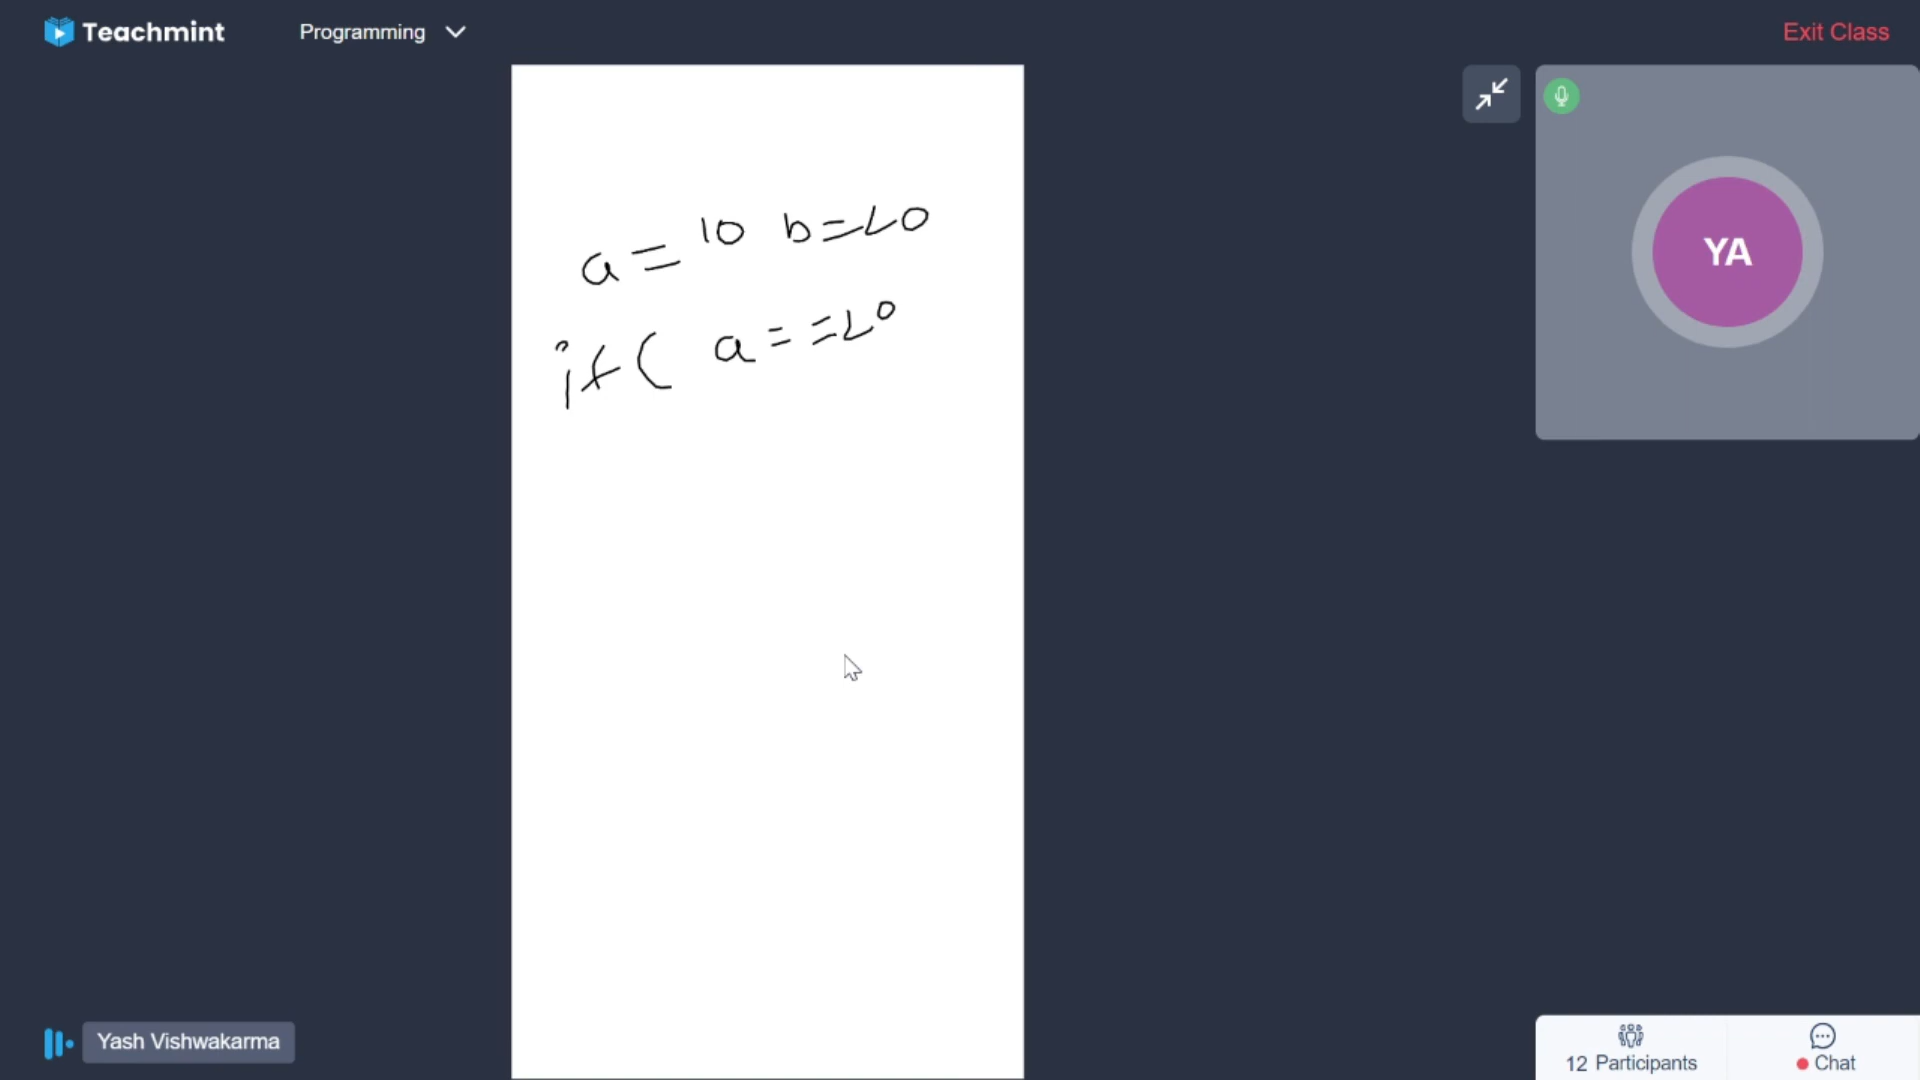 Teachmint
Programming
Exit Class
a = 10 b = 20
if ( a = = 20
YA
Yash Vishwakarma
12 Participants
Chat